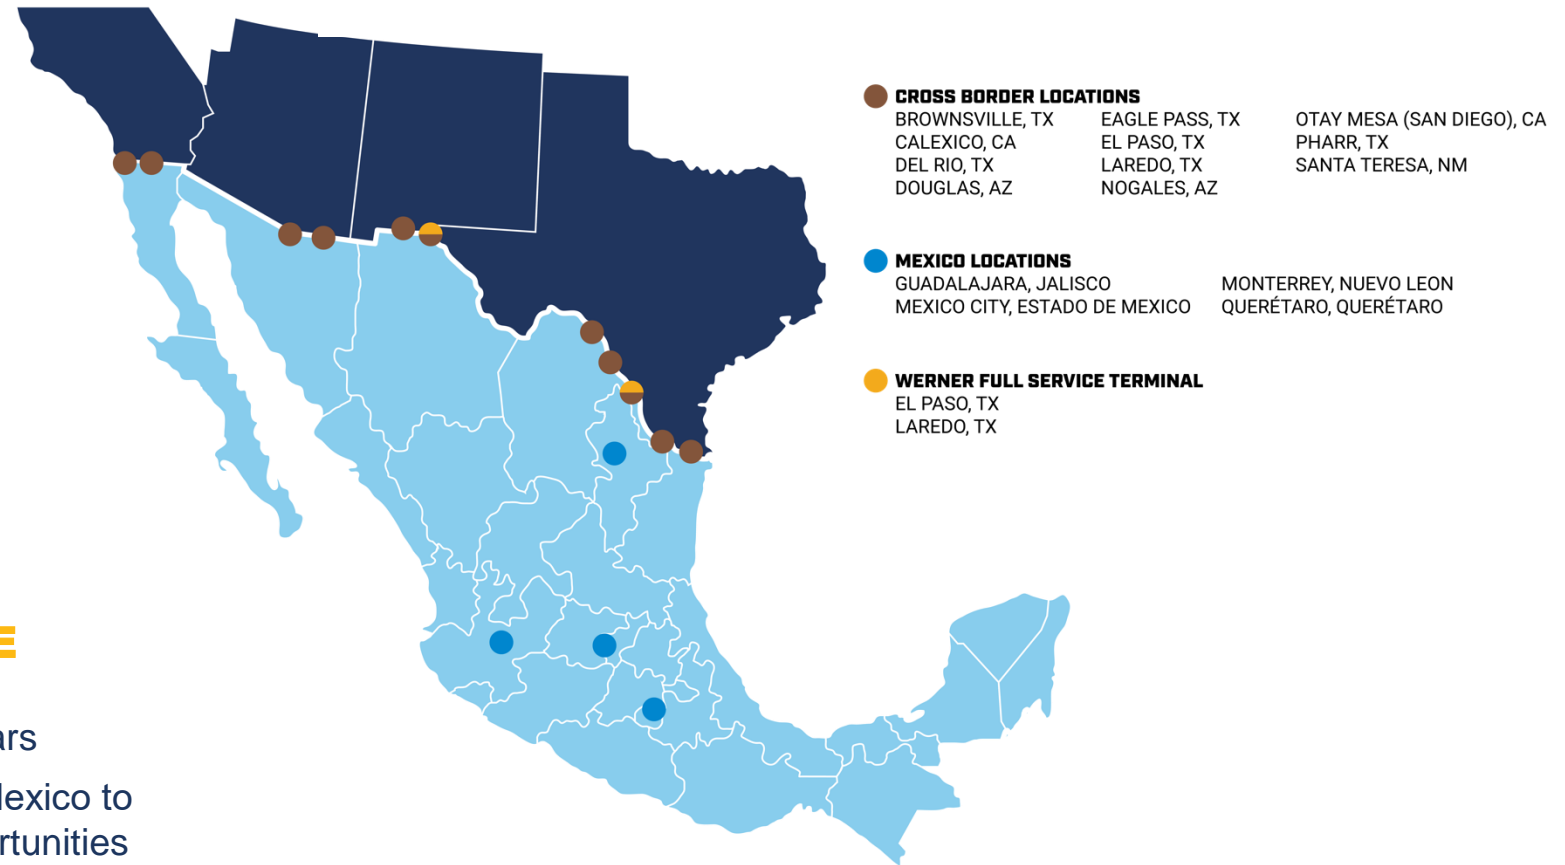 CROSS BORDER LOCATIONS
BROWNSVILLE, TX
CALEXICO, CA
DEL RIO, TX
DOUGLAS, AZ
EAGLE PASS, TX
EL PASO, TX
LAREDO, TX
NOGALES, AZ
OTAY MESA (SAN DIEGO), CA
PHARR, TX
SANTA TERESA, NM
MEXICO LOCATIONS
GUADALAJARA, JALISCO
MEXICO CITY, ESTADO DE MEXICO
MONTERREY, NUEVO LEON
QUERÉTARO, QUERÉTARO
WERNER FULL SERVICE TERMINAL
EL PASO, TX
LAREDO, TX
to